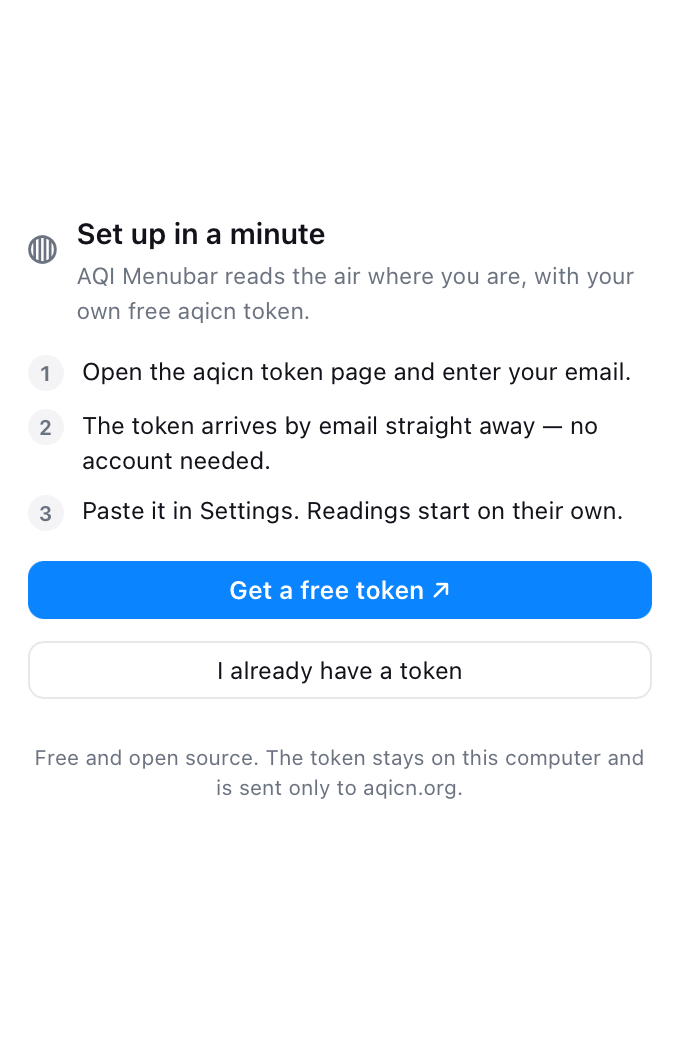 Set up in a minute
AQI Menubar reads the air where you are, with your
own free aqicn token.
1 Open the aqicn token page and enter your email.
2 The token arrives by email straight away — no
account needed.
3 Paste it in Settings. Readings start on their own.
Get a free token ↗
I already have a token
Free and open source. The token stays on this computer and
is sent only to aqicn.org.